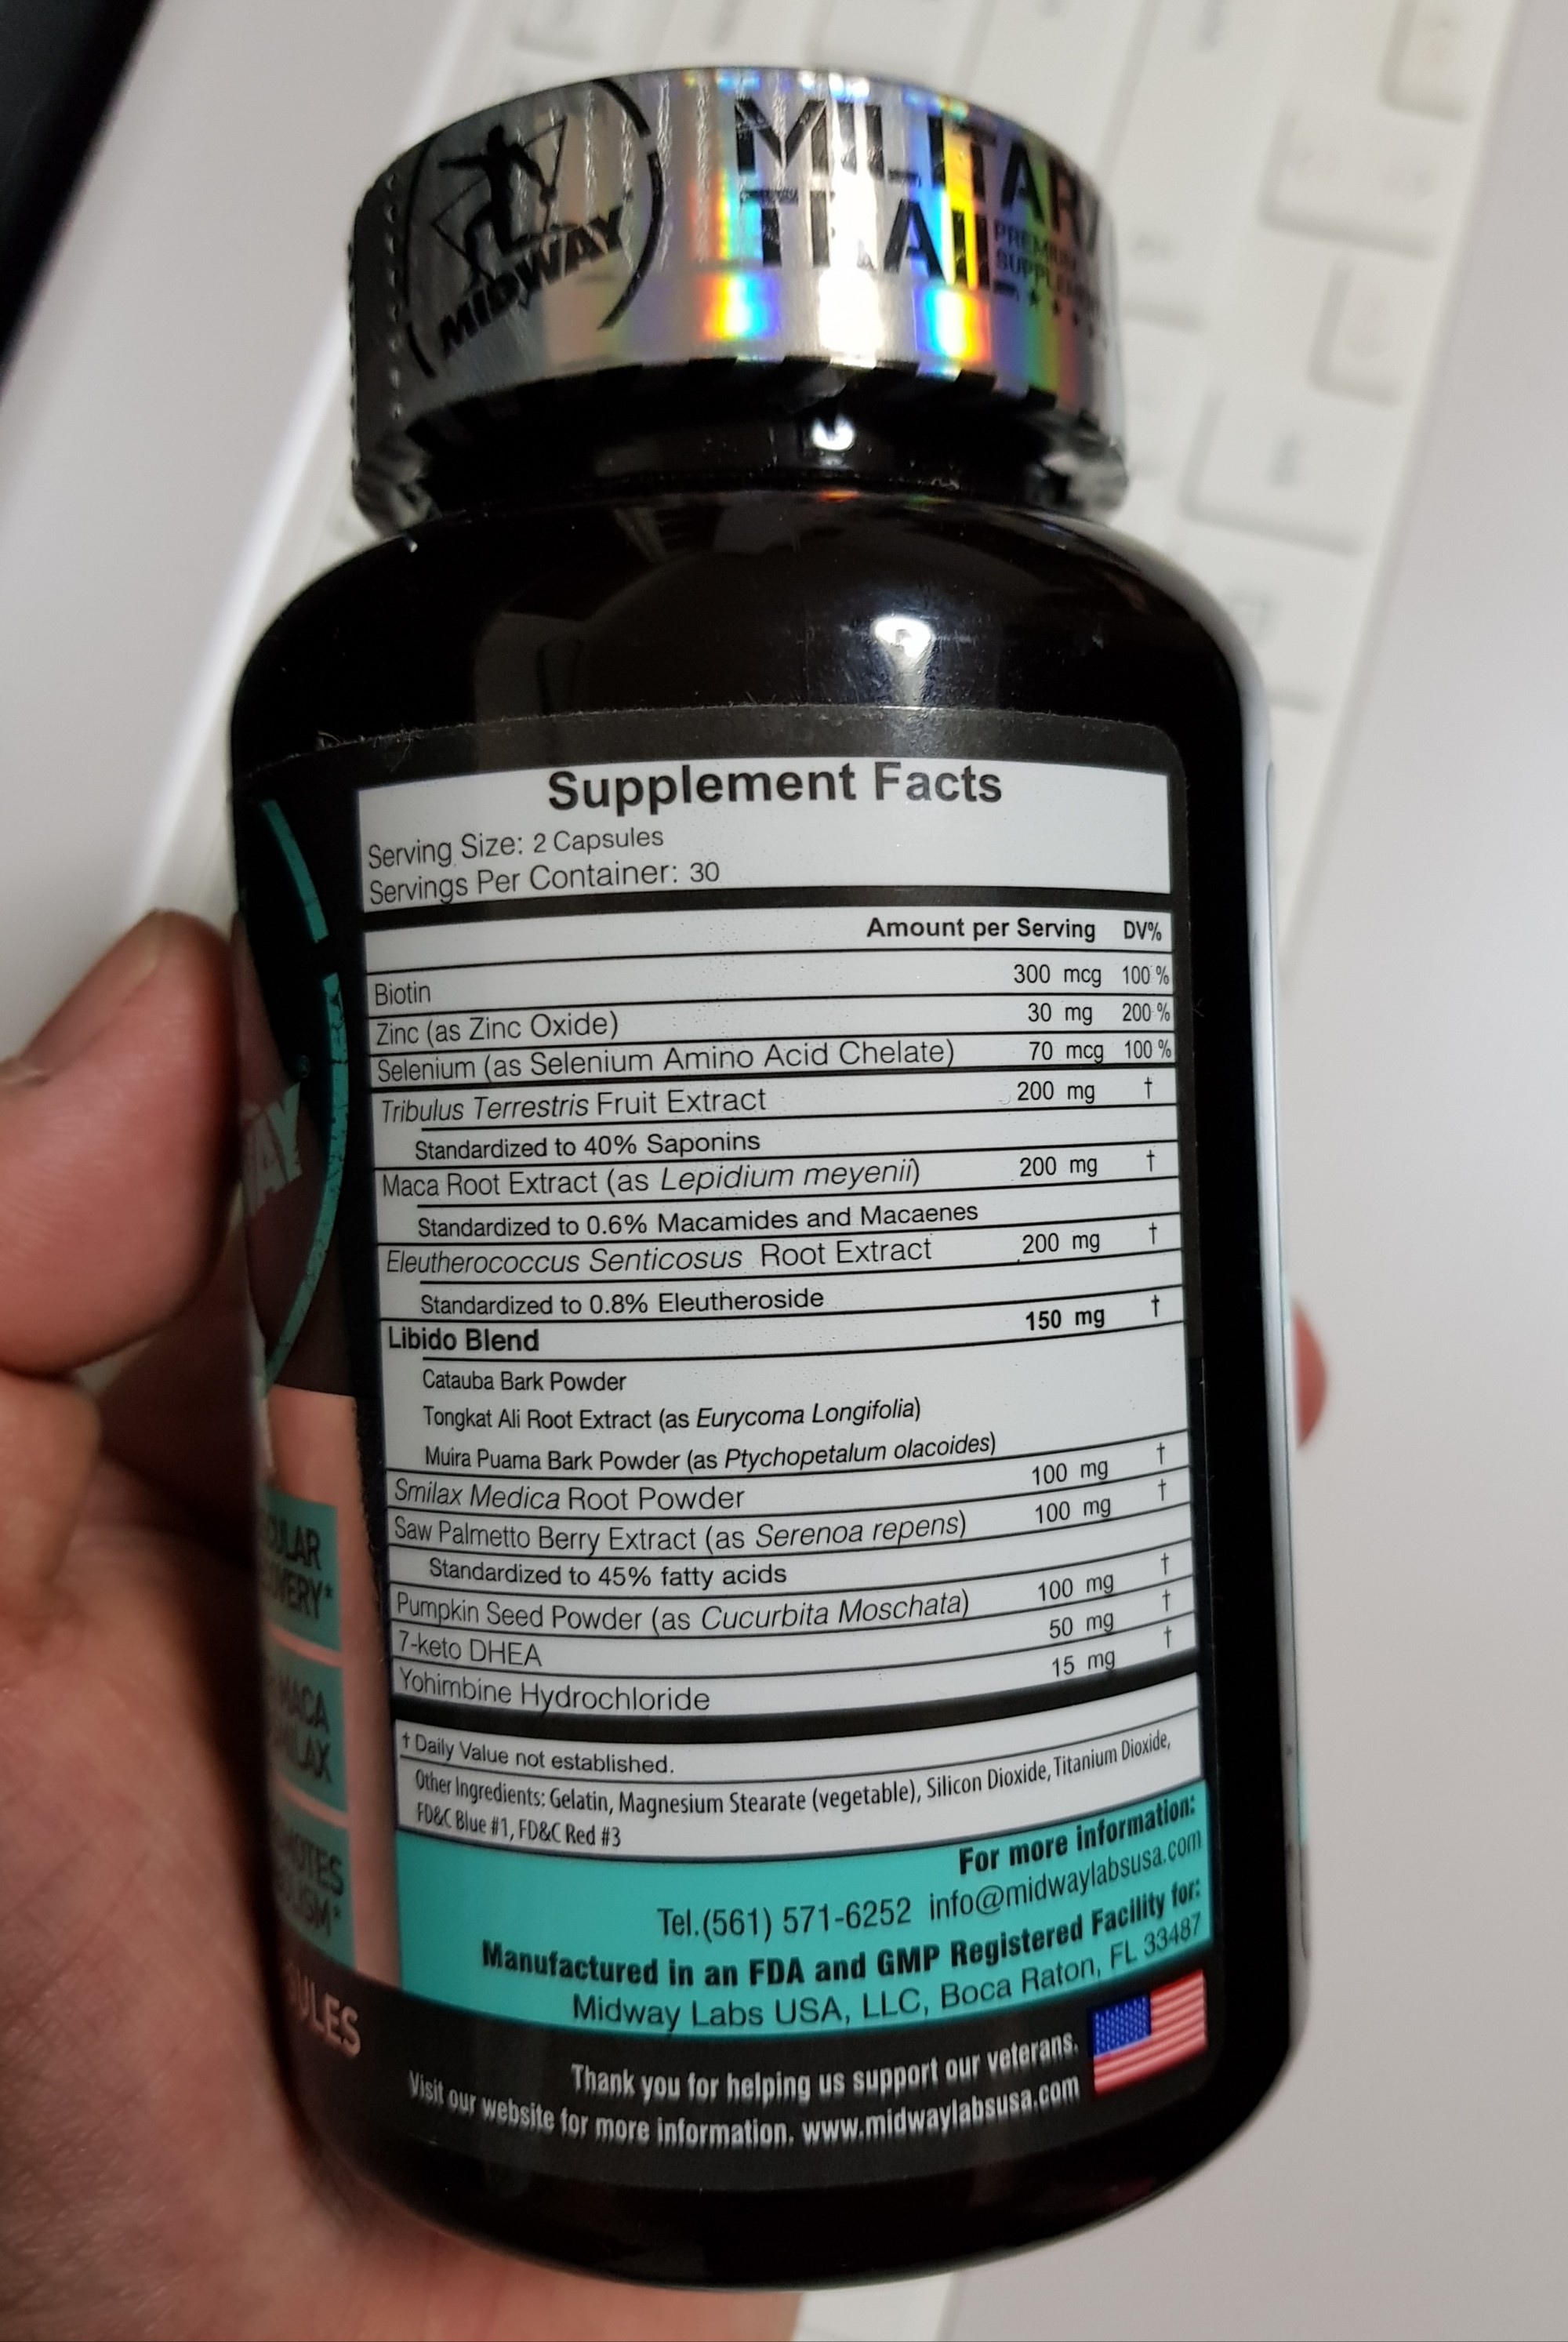 MIDWAY
MILITARY
TRAIL
PREMIUM
Supplement Facts
Serving Size: 2 Capsules
Servings Per Container: 30
Amount per Serving DV%
Biotin 300 mcg 100 %
Zinc (as Zinc Oxide) 30 mg 200 %
Selenium (as Selenium Amino Acid Chelate) 70 mcg 100 %
Tribulus Terrestris Fruit Extract 200 mg †
Standardized to 40% Saponins
Maca Root Extract (as Lepidium meyenii) 200 mg †
Standardized to 0.6% Macamides and Macaenes
Eleutherococcus Senticosus Root Extract 200 mg †
Standardized to 0.8% Eleutheroside
Libido Blend 150 mg †
Catauba Bark Powder
Tongkat Ali Root Extract (as Eurycoma Longifolia)
Muira Puama Bark Powder (as Ptychopetalum olacoides)
Smilax Medica Root Powder 100 mg †
Saw Palmetto Berry Extract (as Serenoa repens) 100 mg †
Standardized to 45% fatty acids
Pumpkin Seed Powder (as Cucurbita Moschata) 100 mg †
7-keto DHEA 50 mg †
Yohimbine Hydrochloride 15 mg †
† Daily Value not established.
Other Ingredients: Gelatin, Magnesium Stearate (vegetable), Silicon Dioxide, Titanium Dioxide,
FD&C Blue #1, FD&C Red #3
For more information:
Tel.(561) 571-6252 info@midwaylabsusa.com
Manufactured in an FDA and GMP Registered Facility for:
Midway Labs USA, LLC, Boca Raton, FL 33487
Thank you for helping us support our veterans.
Visit our website for more information. www.midwaylabsusa.com